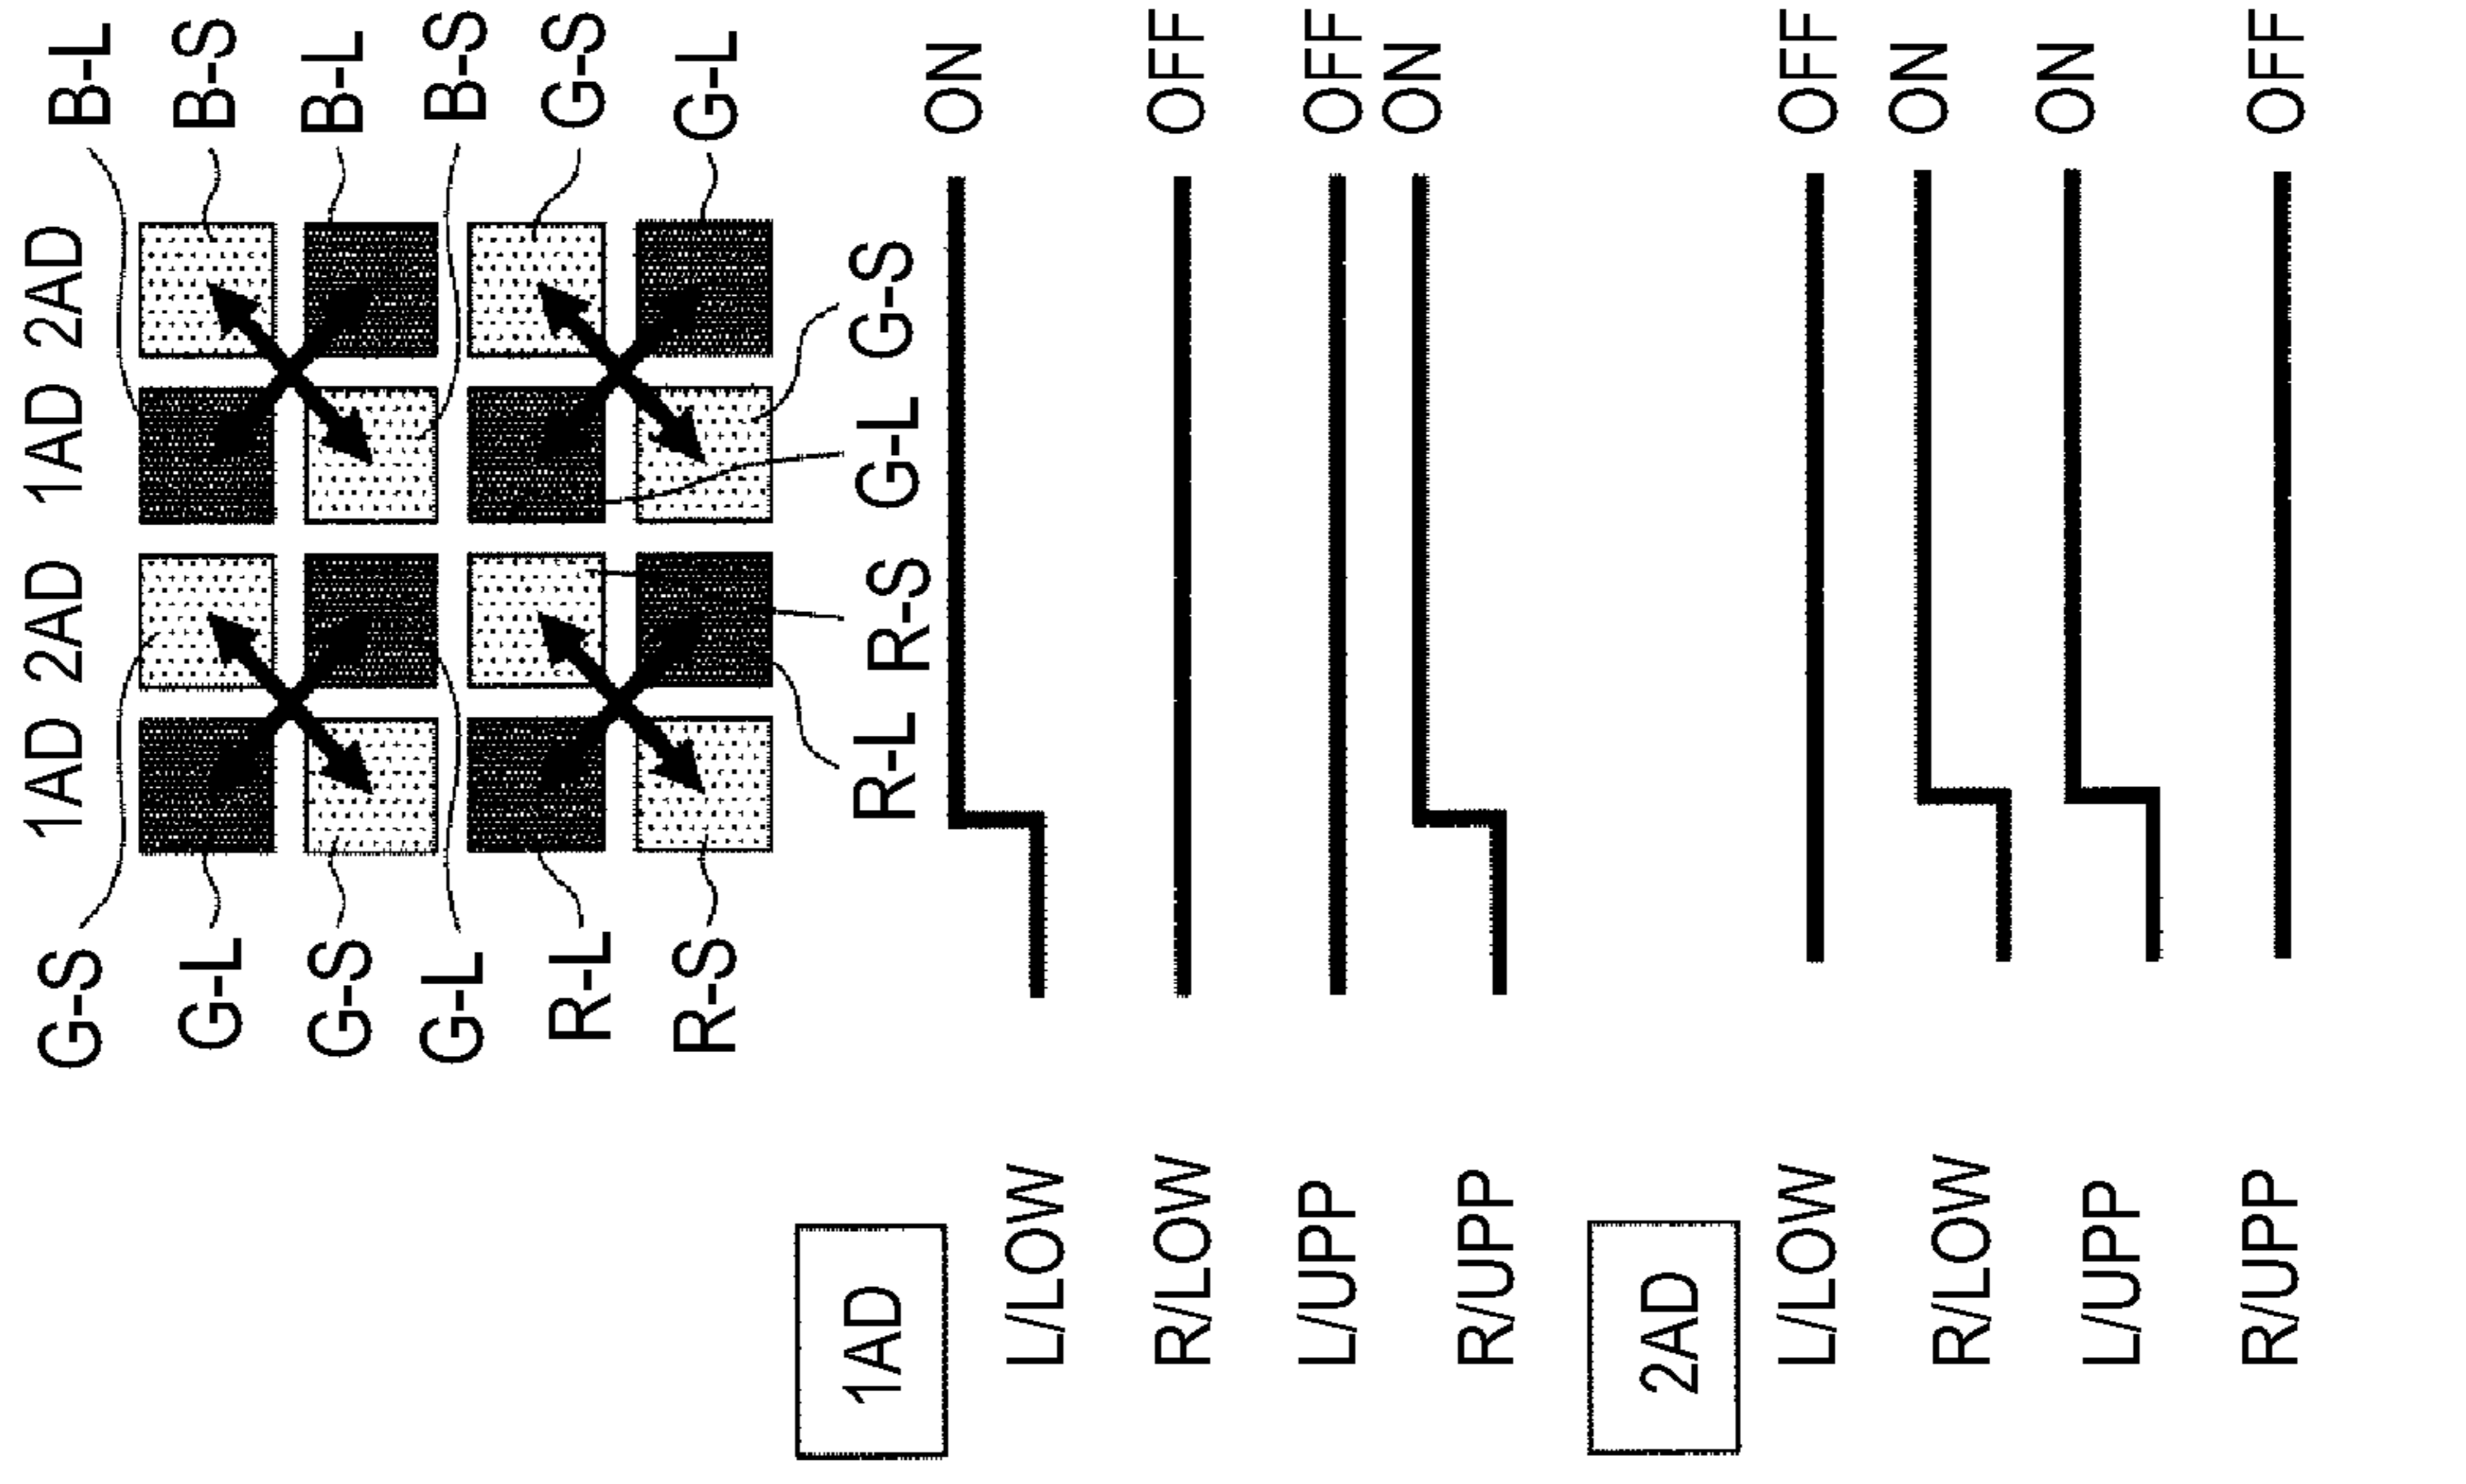 G-S 1AD 2AD 1AD 2AD B-L
G-L B-S
G-S B-L
G-L B-S
R-L G-S
R-S G-L
R-L R-S G-L G-S
1AD
L/LOW ON
R/LOW OFF
L/UPP OFF
R/UPP ON
2AD
L/LOW OFF
R/LOW ON
L/UPP ON
R/UPP OFF